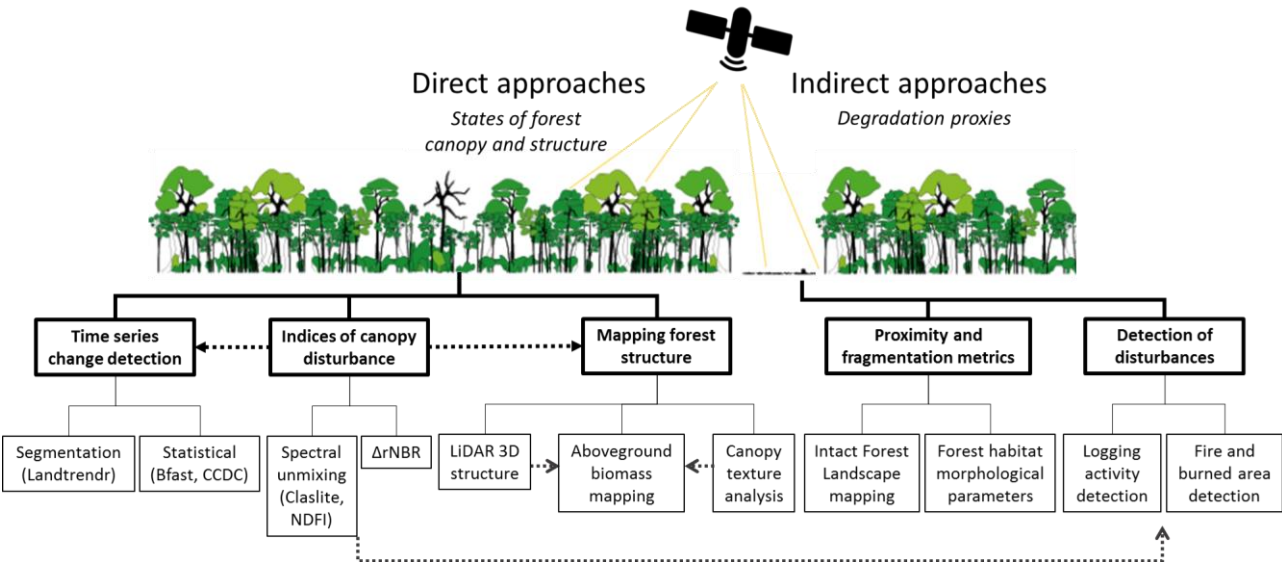 Direct approaches
States of forest
canopy and structure
Indirect approaches
Degradation proxies
Time series
change detection
Indices of canopy
disturbance
Mapping forest
structure
Proximity and
fragmentation metrics
Detection of
disturbances
Segmentation
(Landtrendr)
Statistical
(Bfast, CCDC)
Spectral
unmixing
(Claslite,
NDFI)
ΔrNBR
LiDAR 3D
structure
Aboveground
biomass
mapping
Canopy
texture
analysis
Intact Forest
Landscape
mapping
Forest habitat
morphological
parameters
Logging
activity
detection
Fire and
burned area
detection